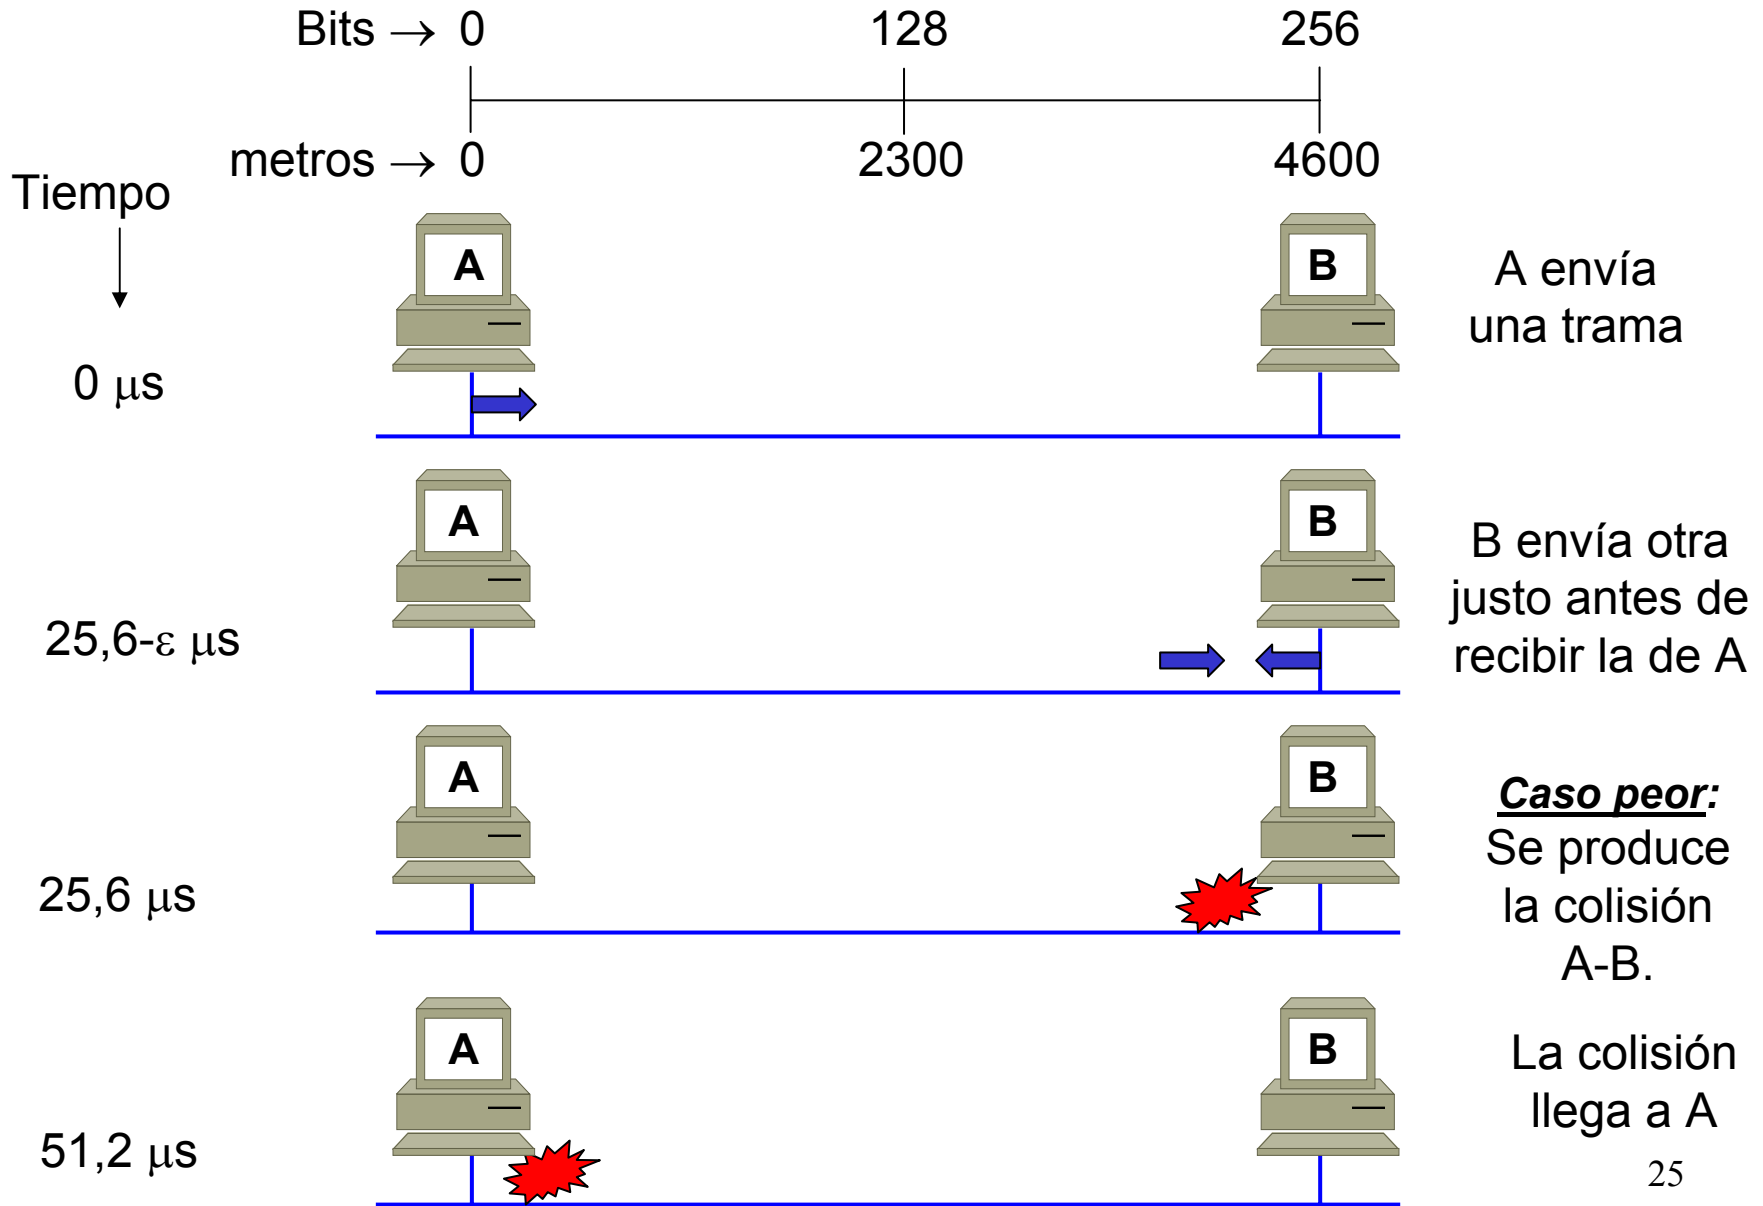 Bits → 0 128 256
metros → 0 2300 4600
Tiempo
A B
A envía
una trama
0 μs
A B
B envía otra
justo antes de
recibir la de A
25,6-ε μs
A B
Caso peor:
Se produce
la colisión
A-B.
25,6 μs
A B
La colisión
llega a A
51,2 μs
25